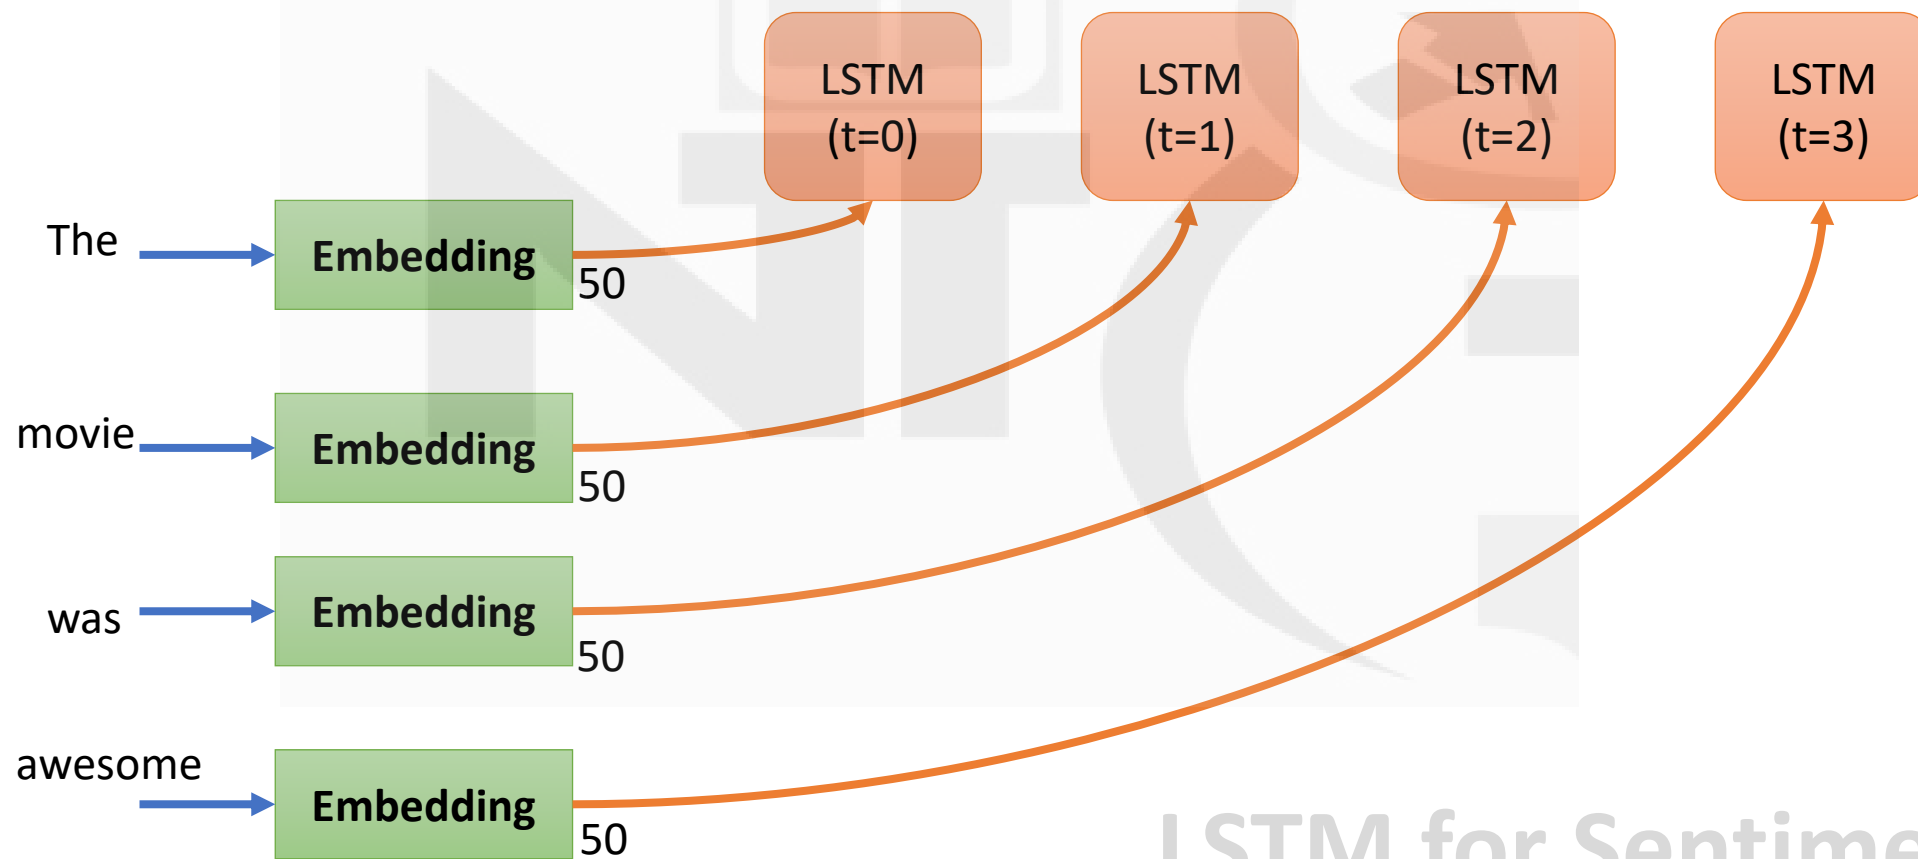 LSTM
(t=0)
LSTM
(t=1)
LSTM
(t=2)
LSTM
(t=3)
The
Embedding
50
movie
Embedding
50
was
Embedding
50
awesome
Embedding
50
LSTM for